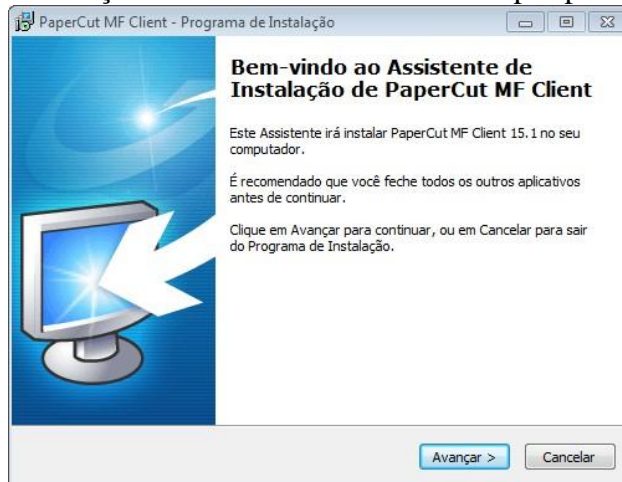 PaperCut MF Client - Programa de Instalação
Bem-vindo ao Assistente de
Instalação de PaperCut MF Client
Este Assistente irá instalar PaperCut MF Client 15.1 no seu
computador.
É recomendado que você feche todos os outros aplicativos
antes de continuar.
Clique em Avançar para continuar, ou em Cancelar para sair
do Programa de Instalação.
Avançar >
Cancelar